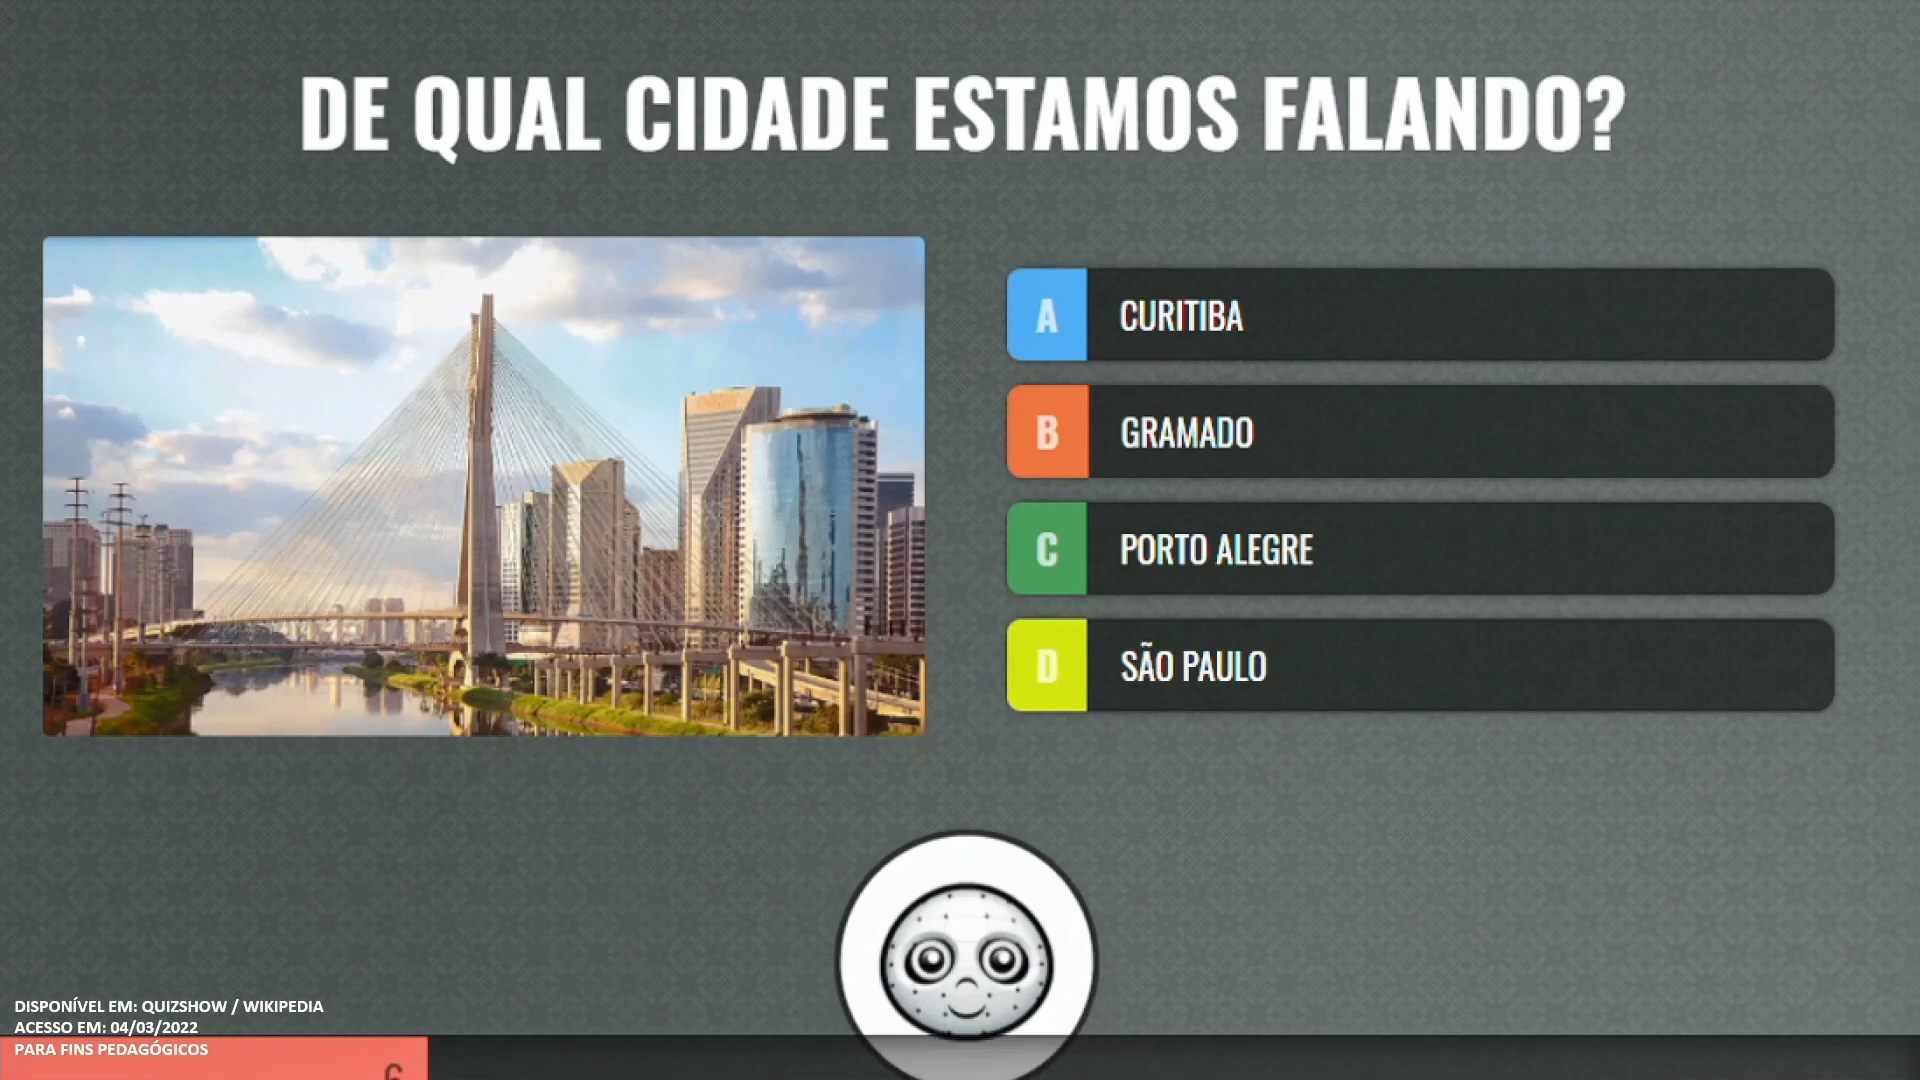 DE QUAL CIDADE ESTAMOS FALANDO?
A CURITIBA
B GRAMADO
C PORTO ALEGRE
D SÃO PAULO
DISPONÍVEL EM: QUIZSHOW / WIKIPEDIA
ACESSO EM: 04/03/2022
PARA FINS PEDAGÓGICOS